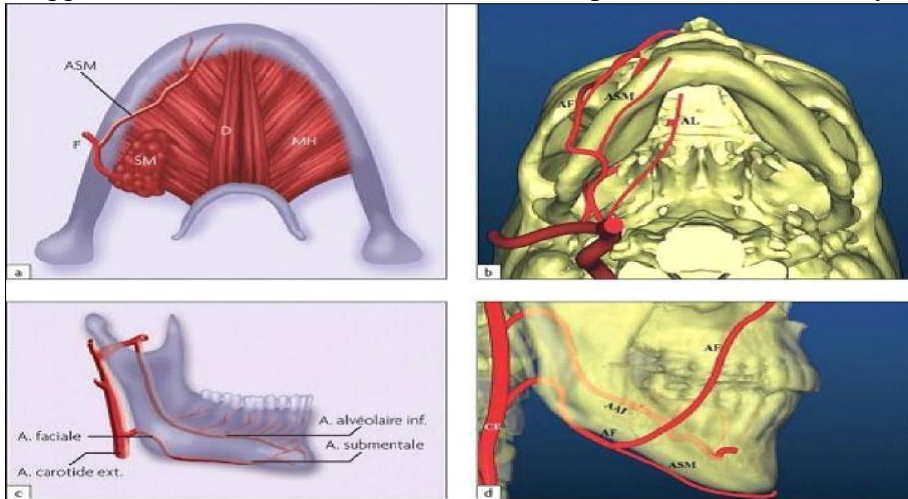 ASM
F
SM
D
MH
a
AF
ASM
AL
b
A. faciale
A. carotide ext.
A. alvéolaire inf.
A. submentale
c
AF
AAI
AF
CE
ASM
d